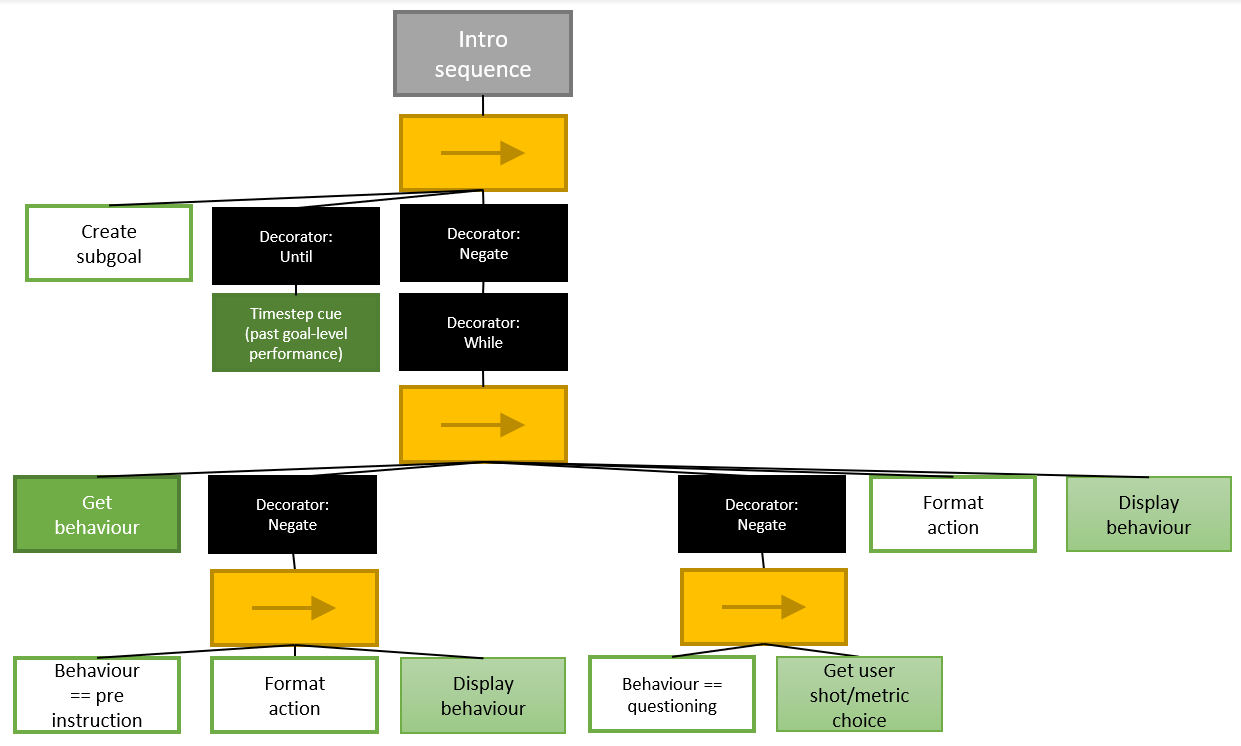 Intro
sequence
Create
subgoal
Decorator:
Until
Decorator:
Negate
Timestep cue
(past goal-level
performance)
Decorator:
While
Get
behaviour
Decorator:
Negate
Decorator:
Negate
Format
action
Display
behaviour
Behaviour
== pre
instruction
Format
action
Display
behaviour
Behaviour ==
questioning
Get user
shot/metric
choice